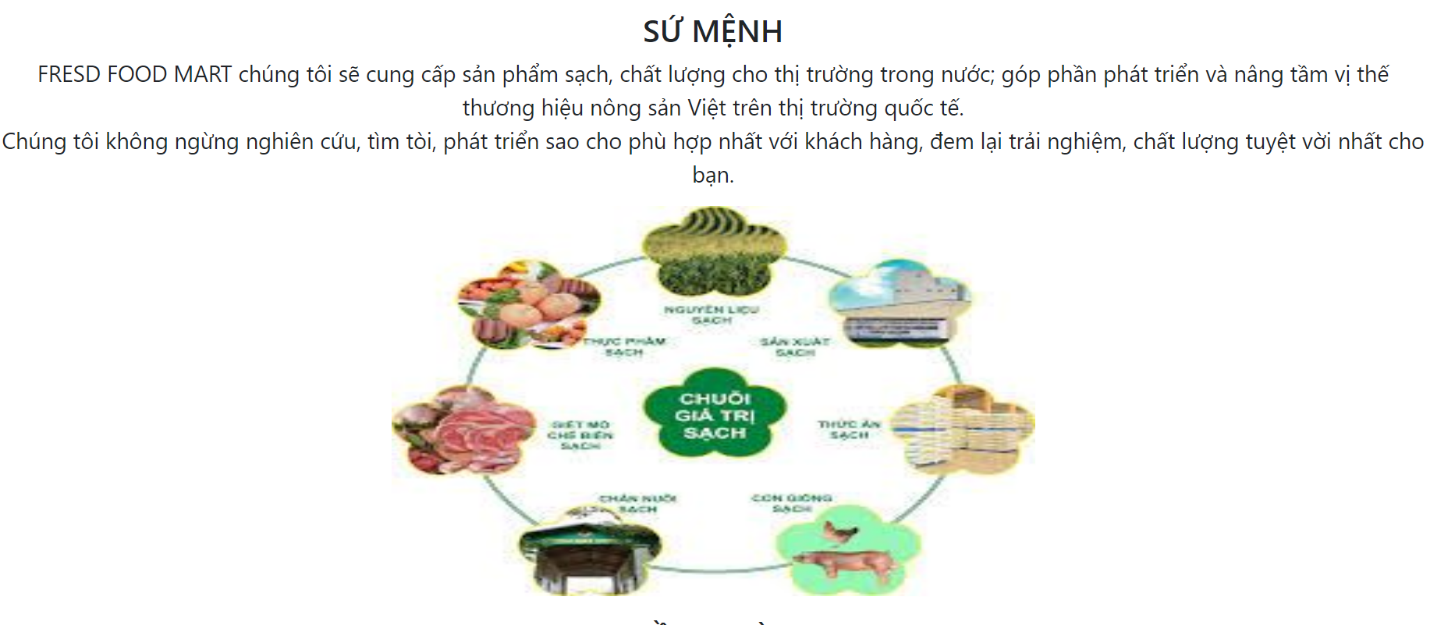 SỨ MỆNH
FRESD FOOD MART chúng tôi sẽ cung cấp sản phẩm sạch, chất lượng cho thị trường trong nước; góp phần phát triển và nâng tầm vị thế
thương hiệu nông sản Việt trên thị trường quốc tế.
Chúng tôi không ngừng nghiên cứu, tìm tòi, phát triển sao cho phù hợp nhất với khách hàng, đem lại trải nghiệm, chất lượng tuyệt vời nhất cho
bạn.
NGUYÊN LIỆU
SẠCH
THỰC PHẨM
SẠCH
SẢN XUẤT
SẠCH
CHUỖI
GIÁ TRỊ
SẠCH
GIẾT MỔ
CHẾ BIẾN
SẠCH
THỨC ĂN
SẠCH
CHĂN NUÔI
SẠCH
CON GIỐNG
SẠCH